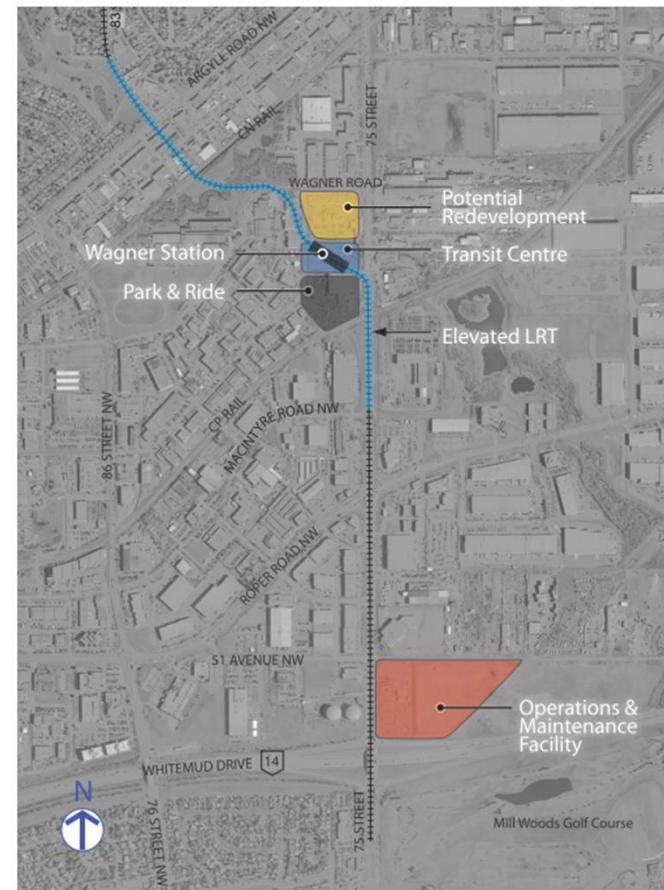 83
ARGYLL ROAD NW
CN RAIL
75 STREET
WAGNER ROAD
Potential
Redevelopment
Wagner Station
Transit Centre
Park & Ride
Elevated LRT
86 STREET NW
CP RAIL
MACINTYRE ROAD NW
ROPER ROAD NW
51 AVENUE NW
Operations &
Maintenance
Facility
WHITEMUD DRIVE 14
N
76 STREET NW
75 STREET
Mill Woods Golf Course